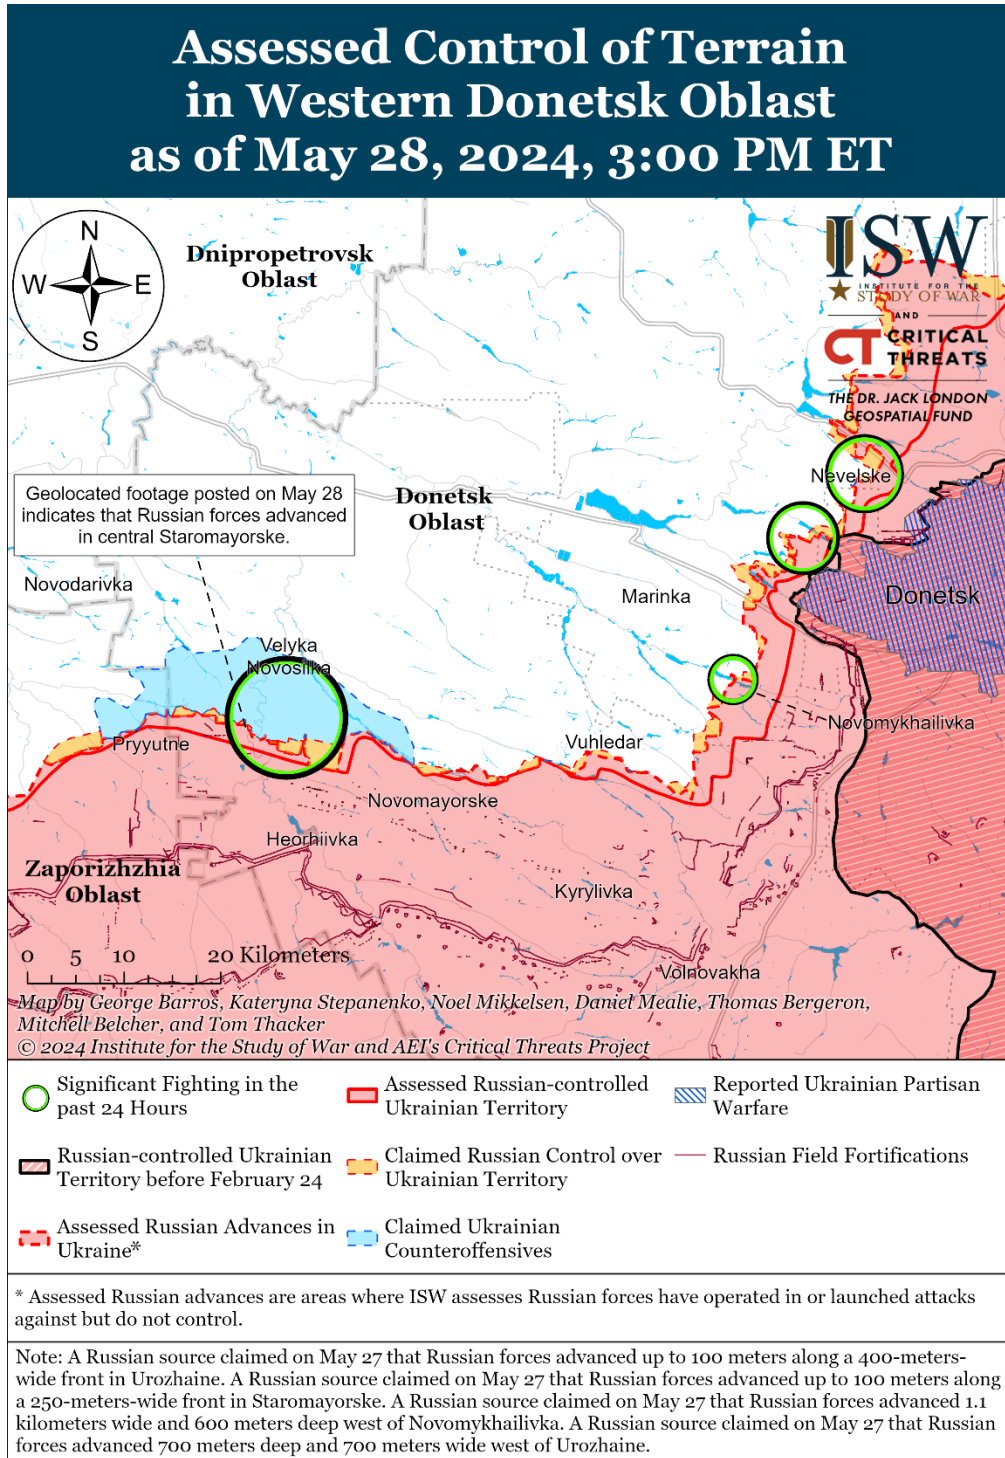 Assessed Control of Terrain
in Western Donetsk Oblast
as of May 28, 2024, 3:00 PM ET
N
W
E
S
Dnipropetrovsk
Oblast
ISW
INSTITUTE FOR THE
STUDY OF WAR
AND
CT CRITICAL
THREATS
THE DR. JACK LONDON
GEOSPATIAL FUND
Nevelske
Geolocated footage posted on May 28
indicates that Russian forces advanced
in central Staromayorske.
Donetsk
Oblast
Novodarivka
Marinka
Donetsk
Velyka
Novosilka
Novomykhailivka
Pryyutne
Vuhledar
Novomayorske
Heorhiivka
Zaporizhzhia
Oblast
Kyrylivka
0 5 10 20 Kilometers
Volnovakha
Map by George Barros, Kateryna Stepanenko, Noel Mikkelsen, Daniel Mealie, Thomas Bergeron,
Mitchell Belcher, and Tom Thacker
© 2024 Institute for the Study of War and AEI's Critical Threats Project
Significant Fighting in the
past 24 Hours
Assessed Russian-controlled
Ukrainian Territory
Reported Ukrainian Partisan
Warfare
Russian-controlled Ukrainian
Territory before February 24
Claimed Russian Control over
Ukrainian Territory
Russian Field Fortifications
Assessed Russian Advances in
Ukraine*
Claimed Ukrainian
Counteroffensives
* Assessed Russian advances are areas where ISW assesses Russian forces have operated in or launched attacks
against but do not control.
Note: A Russian source claimed on May 27 that Russian forces advanced up to 100 meters along a 400-meters-
wide front in Urozhaine. A Russian source claimed on May 27 that Russian forces advanced up to 100 meters along
a 250-meters-wide front in Staromayorske. A Russian source claimed on May 27 that Russian forces advanced 1.1
kilometers wide and 600 meters deep west of Novomykhailivka. A Russian source claimed on May 27 that Russian
forces advanced 700 meters deep and 700 meters wide west of Urozhaine.